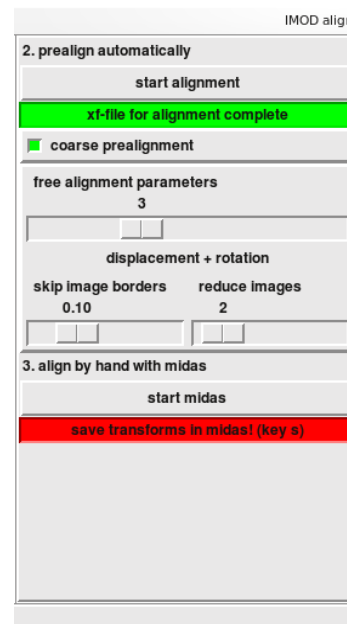 IMOD alig
2. prealign automatically
start alignment
xf-file for alignment complete
coarse prealignment
free alignment parameters
3
displacement + rotation
skip image borders reduce images
0.10 2
3. align by hand with midas
start midas
save transforms in midas! (key s)